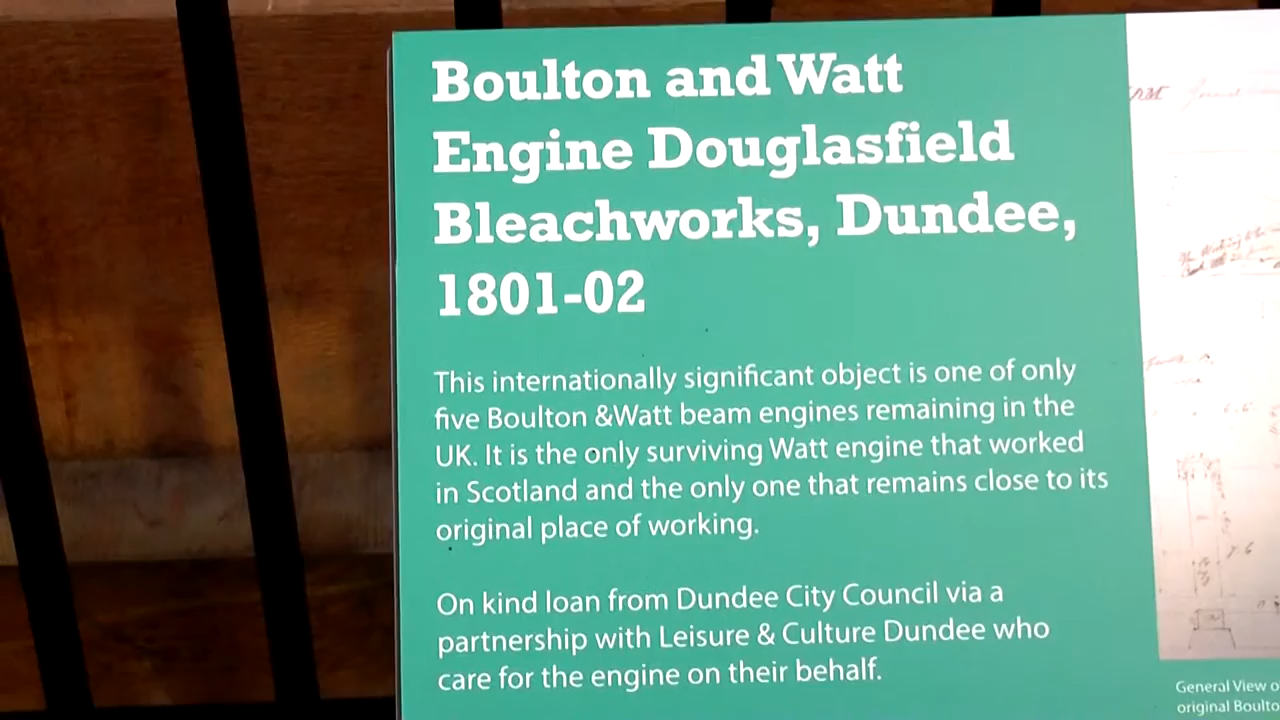 Boulton and Watt
Engine Douglasfield
Bleachworks, Dundee,
1801-02
This internationally significant object is one of only
five Boulton &Watt beam engines remaining in the
UK. It is the only surviving Watt engine that worked
in Scotland and the only one that remains close to its
original place of working.
On kind loan from Dundee City Council via a
partnership with Leisure & Culture Dundee who
care for the engine on their behalf.
General View
original